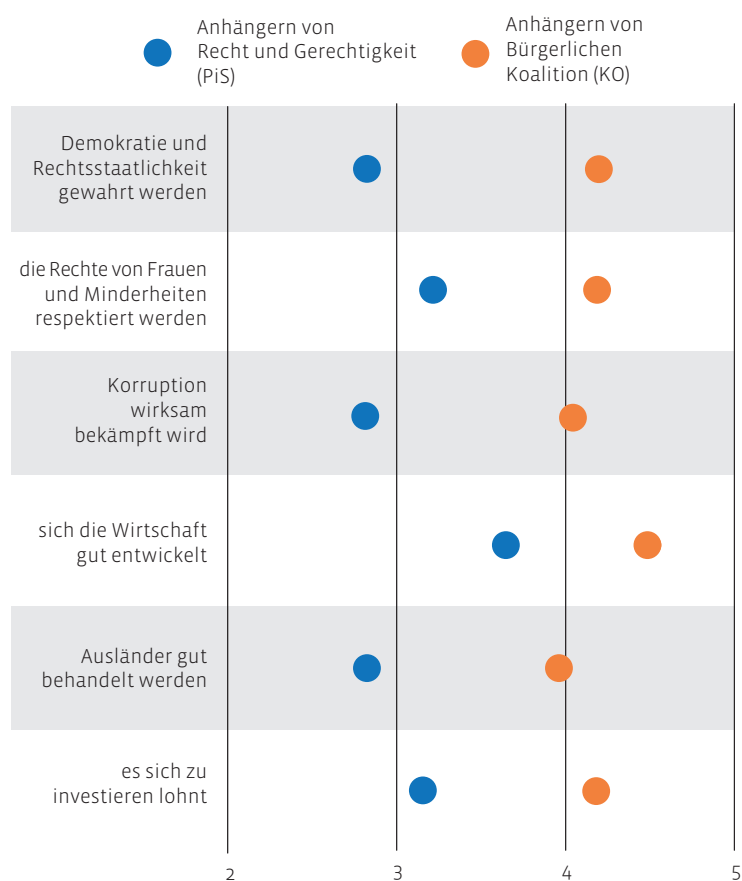 Anhängern von
Recht und Gerechtigkeit
(PiS)
Anhängern von
Bürgerlichen
Koalition (KO)
Demokratie und
Rechtsstaatlichkeit
gewahrt werden
die Rechte von Frauen
und Minderheiten
respektiert werden
Korruption
wirksam
bekämpft wird
sich die Wirtschaft
gut entwickelt
Ausländer gut
behandelt werden
es sich zu
investieren lohnt
2 3 4 5